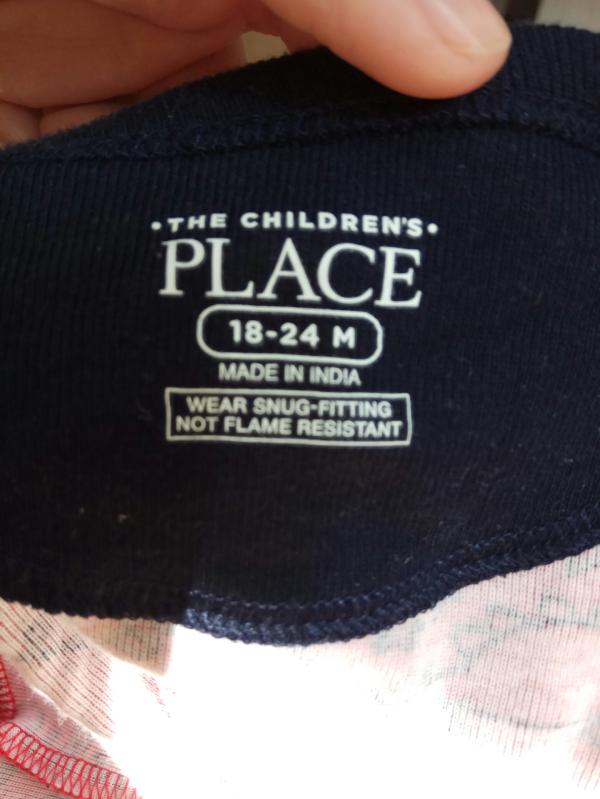 •THE CHILDREN'S•
PLACE
18-24 M
MADE IN INDIA
WEAR SNUG-FITTING
NOT FLAME RESISTANT